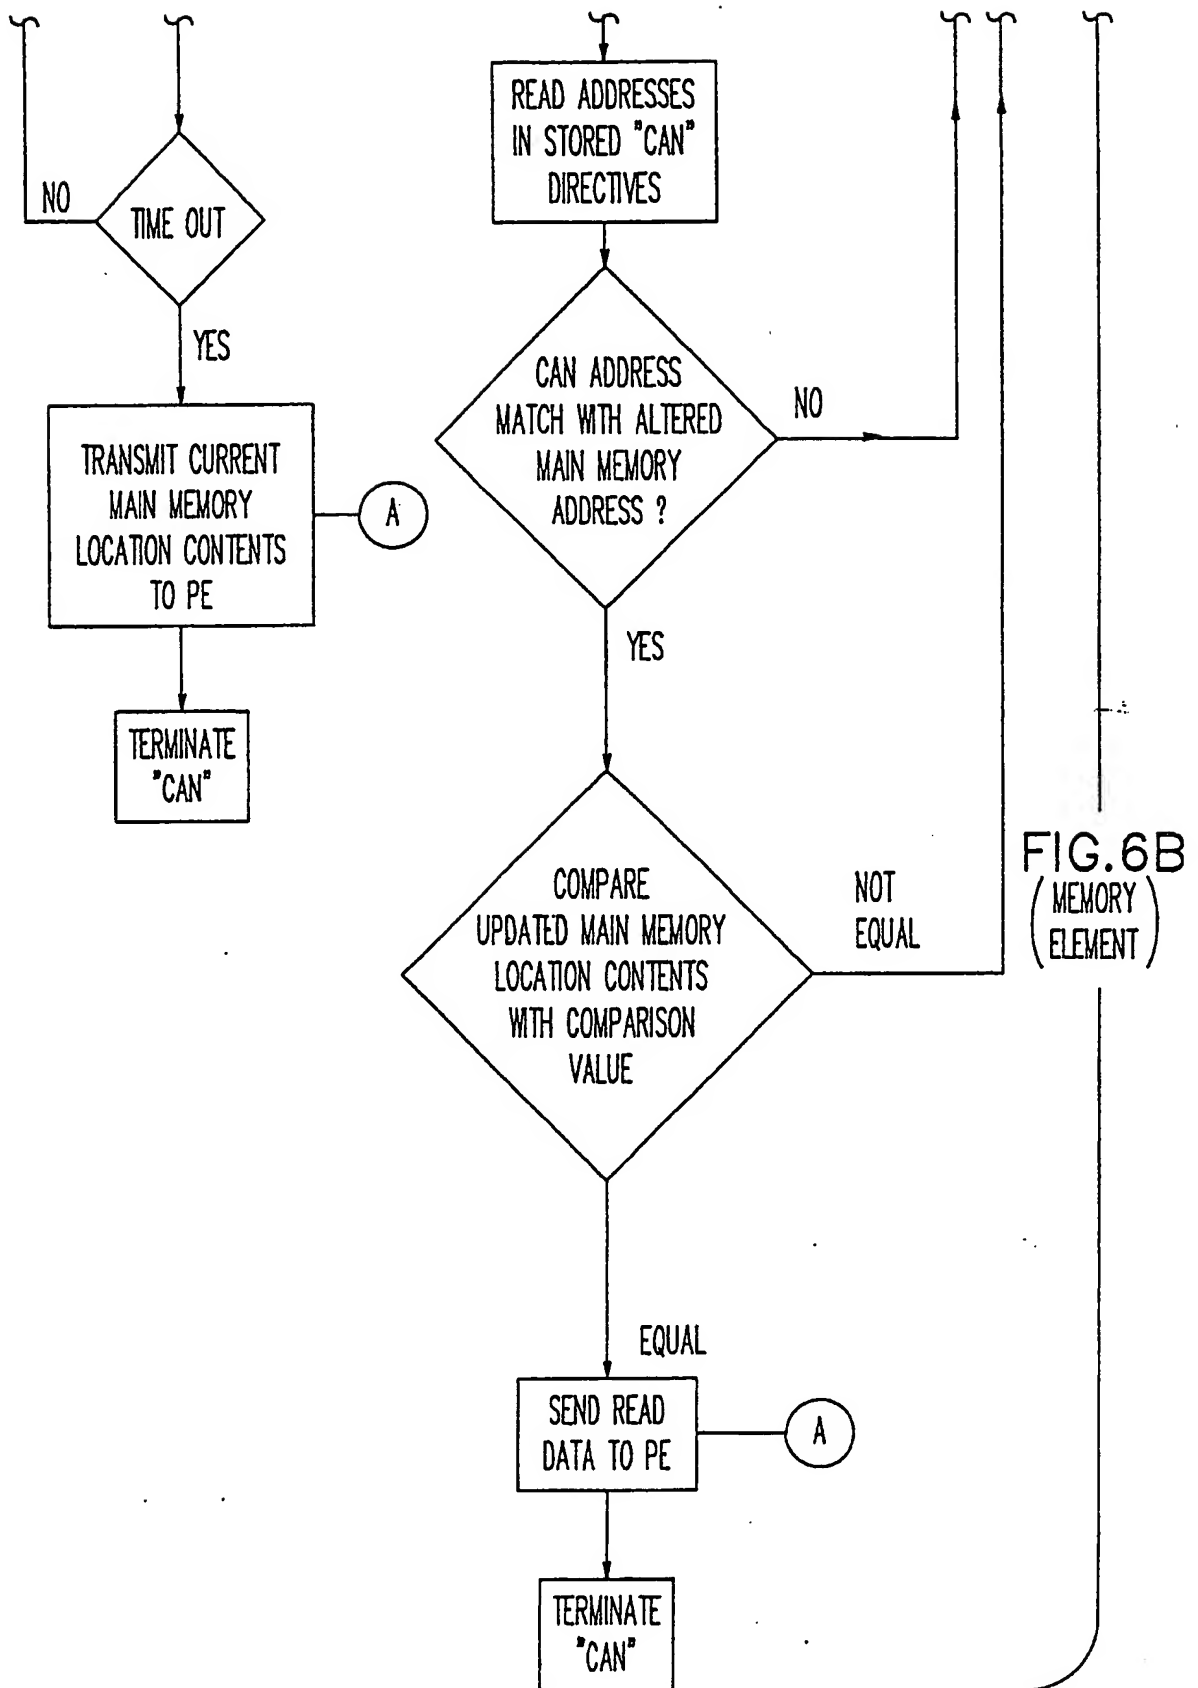 NO
TIME OUT
YES
TRANSMIT CURRENT
MAIN MEMORY
LOCATION CONTENTS
TO PE
A
TERMINATE
"CAN"
READ ADDRESSES
IN STORED "CAN"
DIRECTIVES
CAN ADDRESS
MATCH WITH ALTERED
MAIN MEMORY
ADDRESS ?
NO
YES
COMPARE
UPDATED MAIN MEMORY
LOCATION CONTENTS
WITH COMPARISON
VALUE
NOT
EQUAL
EQUAL
SEND READ
DATA TO PE
A
TERMINATE
"CAN"
FIG.6B
(MEMORY
ELEMENT)